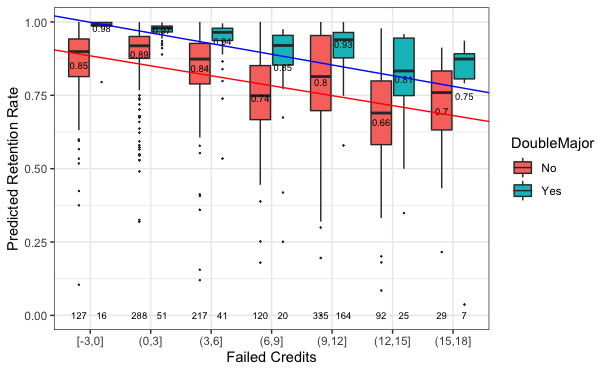 1.00
0.75
0.50
0.25
0.00
Predicted Retention Rate
0.85 0.98 0.89 0.97 0.84 0.94 0.74 0.85 0.8 0.93 0.66 0.81 0.7 0.75
127 16 288 51 217 41 120 20 335 164 92 25 29 7
[-3,0] (0,3] (3,6] (6,9] (9,12] (12,15] (15,18]
Failed Credits
DoubleMajor
No
Yes